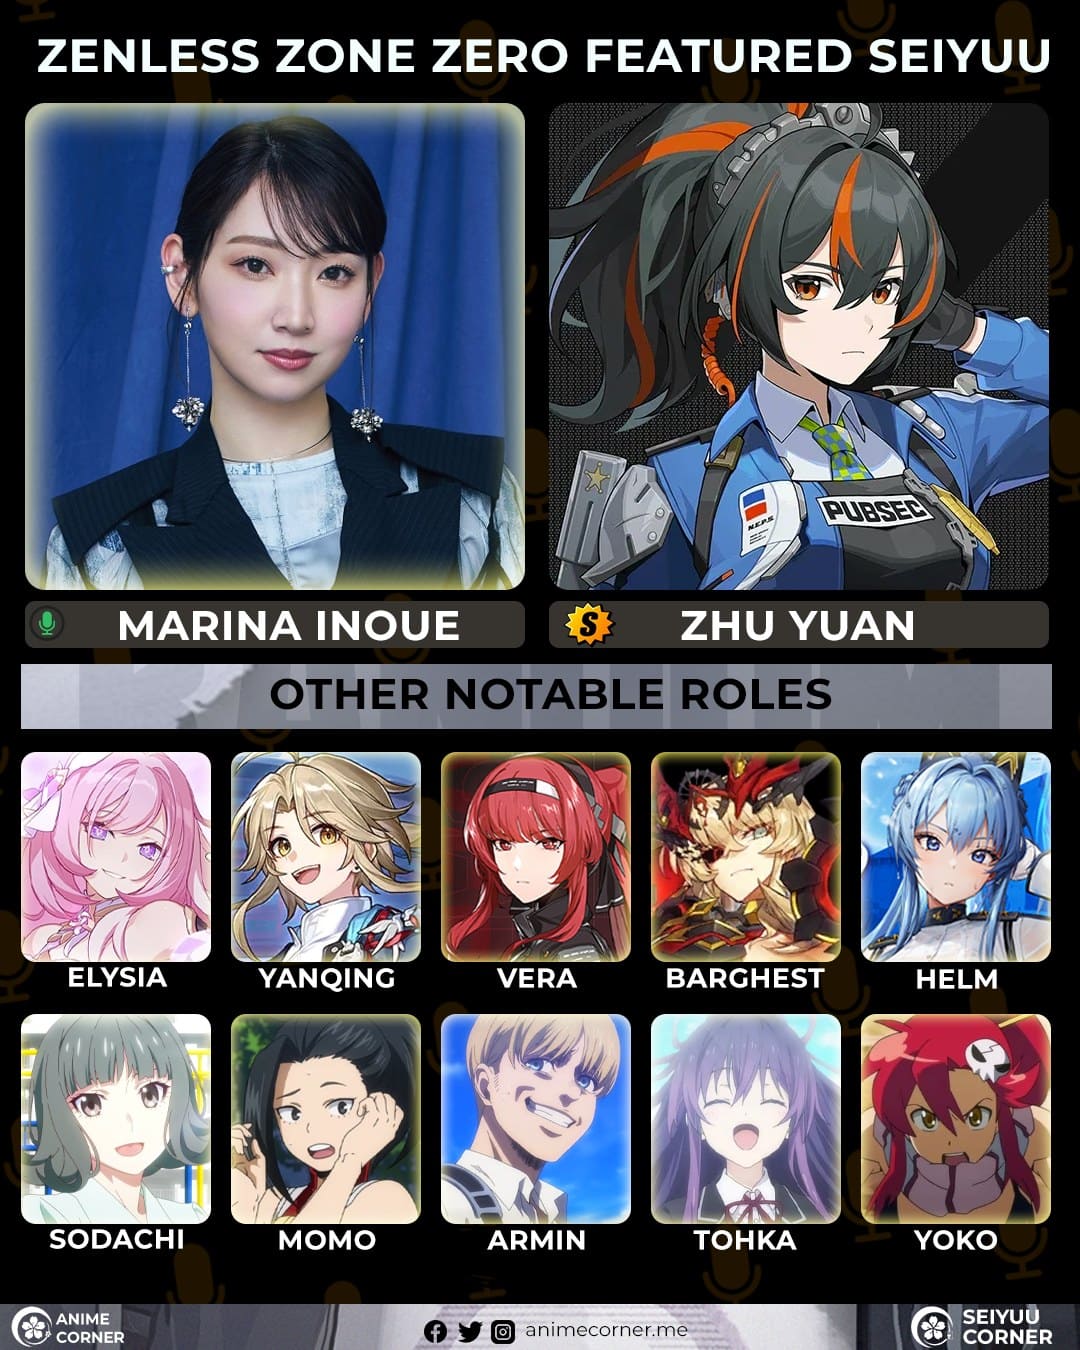 ZENLESS ZONE ZERO FEATURED SEIYUU
N.E.P.S.
PUBSEC
MARINA INOUE
S
ZHU YUAN
OTHER NOTABLE ROLES
ELYSIA
YANQING
VERA
BARGHEST
HELM
SODACHI
MOMO
ARMIN
TOHKA
YOKO
ANIME
CORNER
animecorner.me
SEIYUU
CORNER